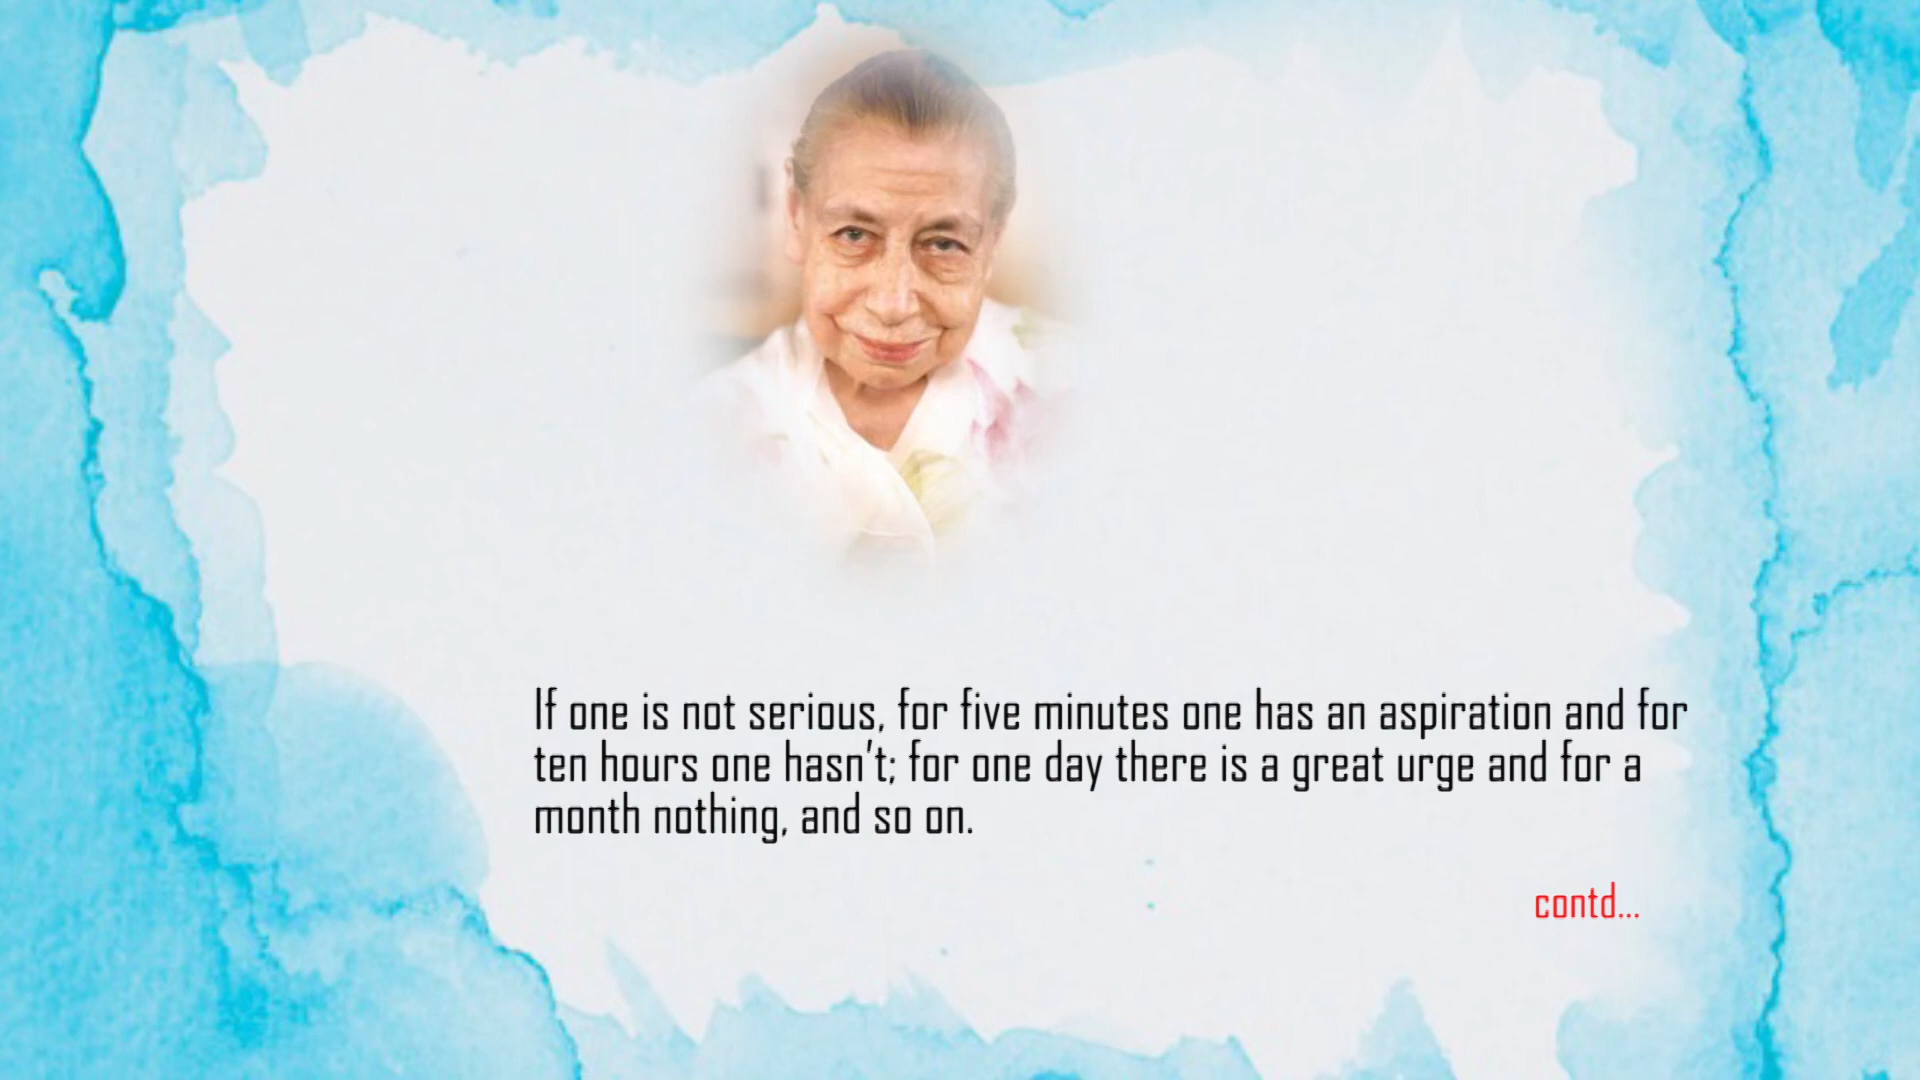 If one is not serious, for five minutes one has an aspiration and for
ten hours one hasn't; for one day there is a great urge and for a
month nothing, and so on.
contd...